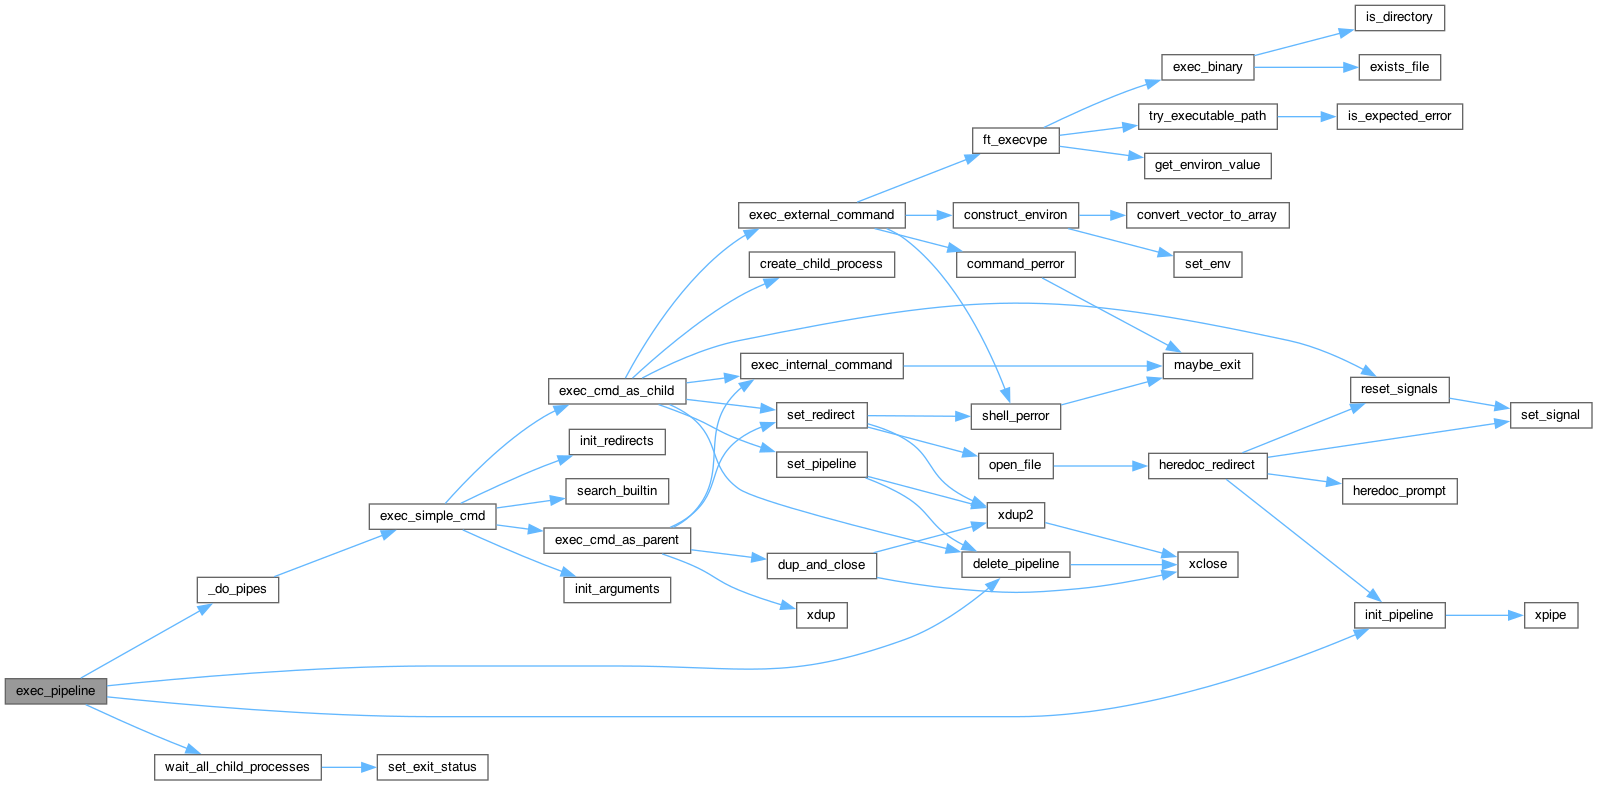 is_directory
exec_binary
exists_file
try_executable_path
is_expected_error
ft_execvpe
get_environ_value
exec_external_command
construct_environ
convert_vector_to_array
create_child_process
command_perror
set_env
exec_internal_command
maybe_exit
exec_cmd_as_child
reset_signals
set_redirect
shell_perror
set_signal
init_redirects
set_pipeline
open_file
heredoc_redirect
search_builtin
heredoc_prompt
exec_simple_cmd
xdup2
exec_cmd_as_parent
dup_and_close
delete_pipeline
xclose
_do_pipes
init_arguments
xdup
init_pipeline
xpipe
exec_pipeline
wait_all_child_processes
set_exit_status